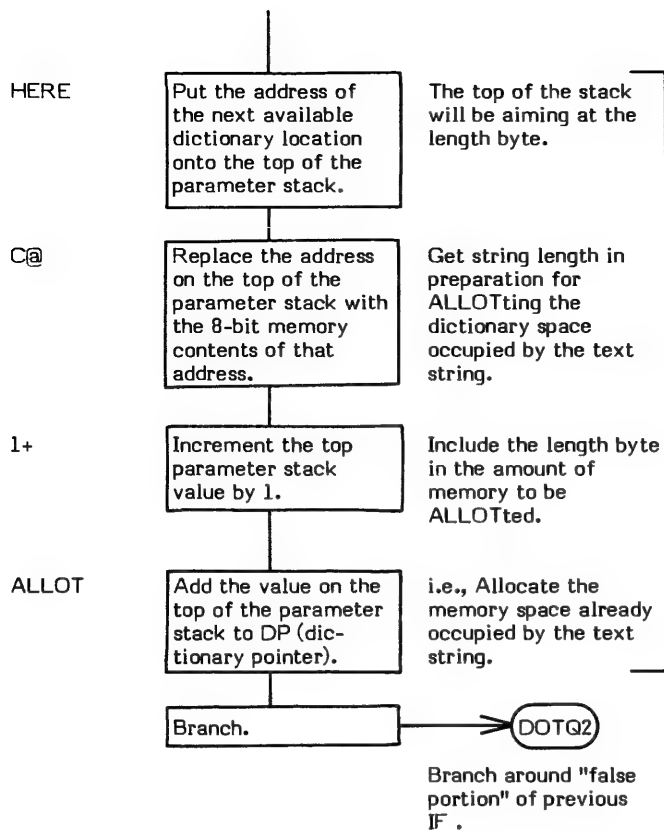 HERE
Put the address of
the next available
dictionary location
onto the top of the
parameter stack.
The top of the stack
will be aiming at the
length byte.
C@
Replace the address
on the top of the
parameter stack with
the 8-bit memory
contents of that
address.
Get string length in
preparation for
ALLOTting the
dictionary space
occupied by the text
string.
1+
Increment the top
parameter stack
value by 1.
Include the length byte
in the amount of
memory to be
ALLOTted.
ALLOT
Add the value on the
top of the parameter
stack to DP (dic-
tionary pointer).
i.e., Allocate the
memory space already
occupied by the text
string.
Branch.
DOTQ2
Branch around "false
portion" of previous
IF .